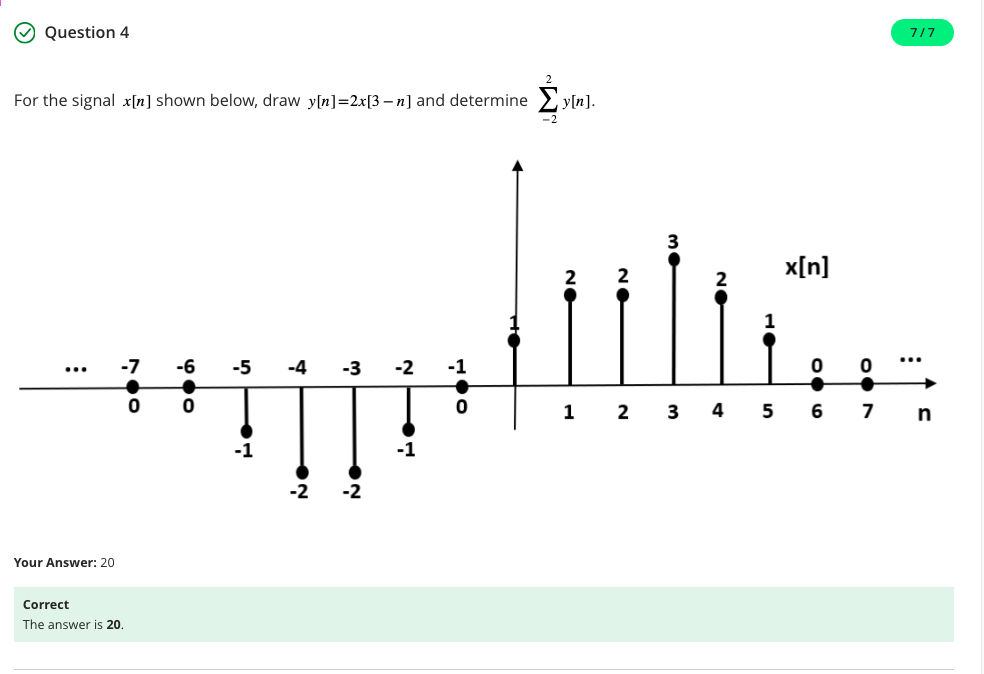 Question 4
7 / 7
For the signal x[n] shown below, draw y[n]=2x[3 – n] and determine
2
∑ y[n].
−2
3
2 2 2 x[n]
1 1
... -7 -6 -5 -4 -3 -2 -1 0 0 ...
0 0 0 1 2 3 4 5 6 7 n
-1 -1
-2 -2
Your Answer: 20
Correct
The answer is 20.